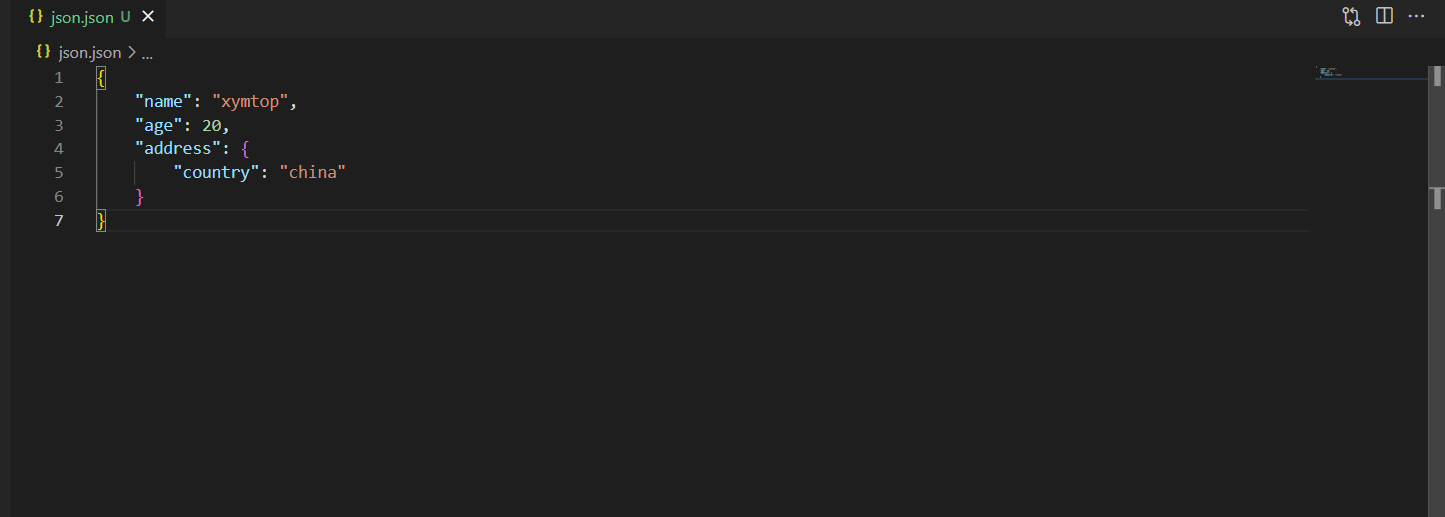 {} json.json U ×
{} json.json > ...
1 {
2     "name": "xymtop",
3     "age": 20,
4     "address": {
5         "country": "china"
6     }
7 }